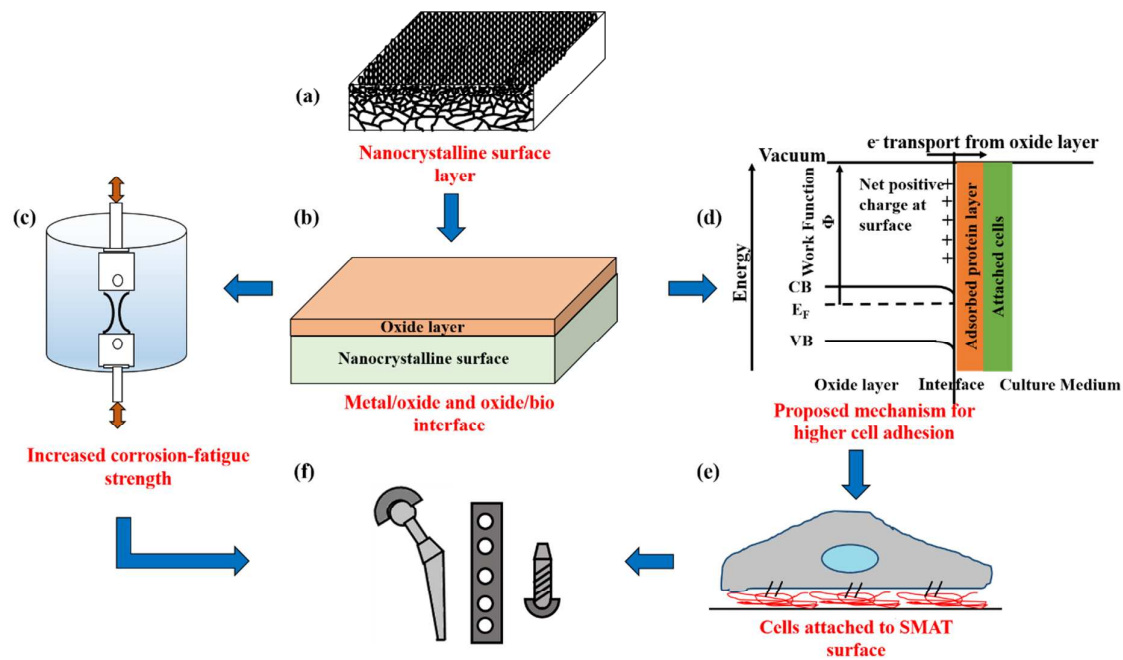 (a)
Nanocrystalline surface
layer
(b)
Oxide layer
Nanocrystalline surface
Metal/oxide and oxide/bio
interface
(c)
Increased corrosion-fatigue
strength
(d)
e- transport from oxide layer
Vacuum
Energy
Work Function
Φ
Net positive
charge at
surface
+
+
+
+
+
Adsorbed protein layer
Attached cells
CB
EF
VB
Oxide layer
Interface
Culture Medium
Proposed mechanism for
higher cell adhesion
(e)
Cells attached to SMAT
surface
(f)